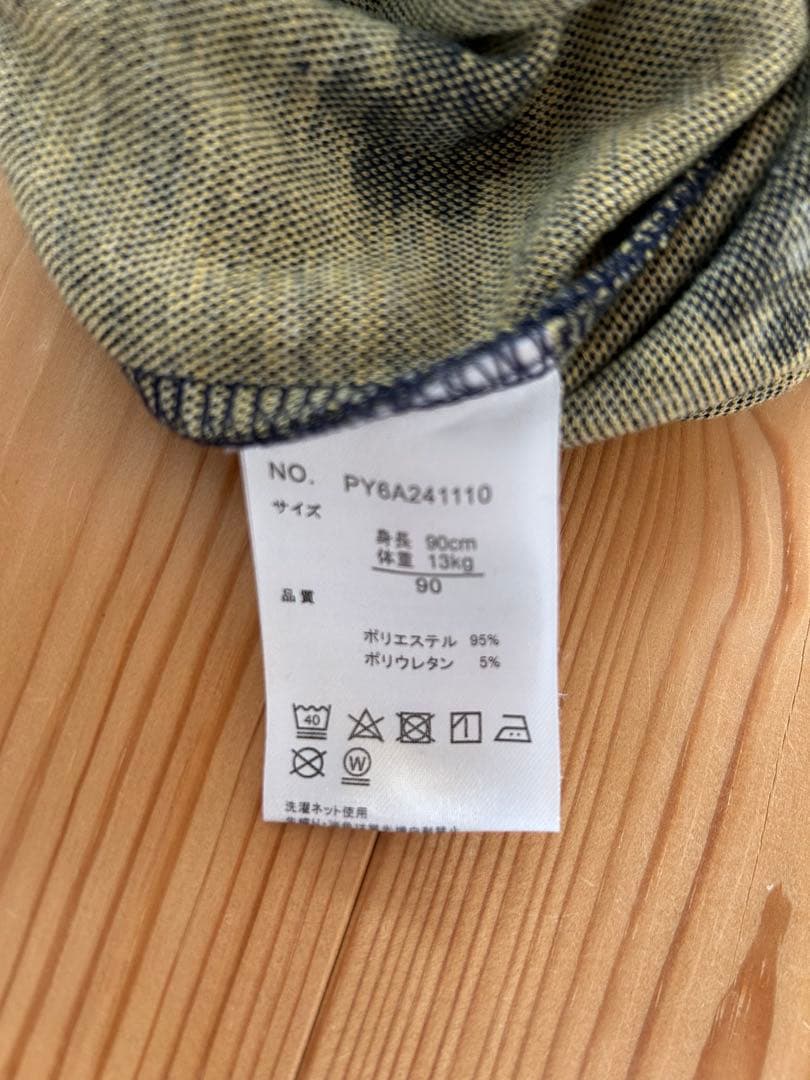 NO. PY6A241110
サイズ
身長 90cm
体重 13kg
90
品質
ポリエステル 95%
ポリウレタン 5%
40
W
洗濯ネット使用